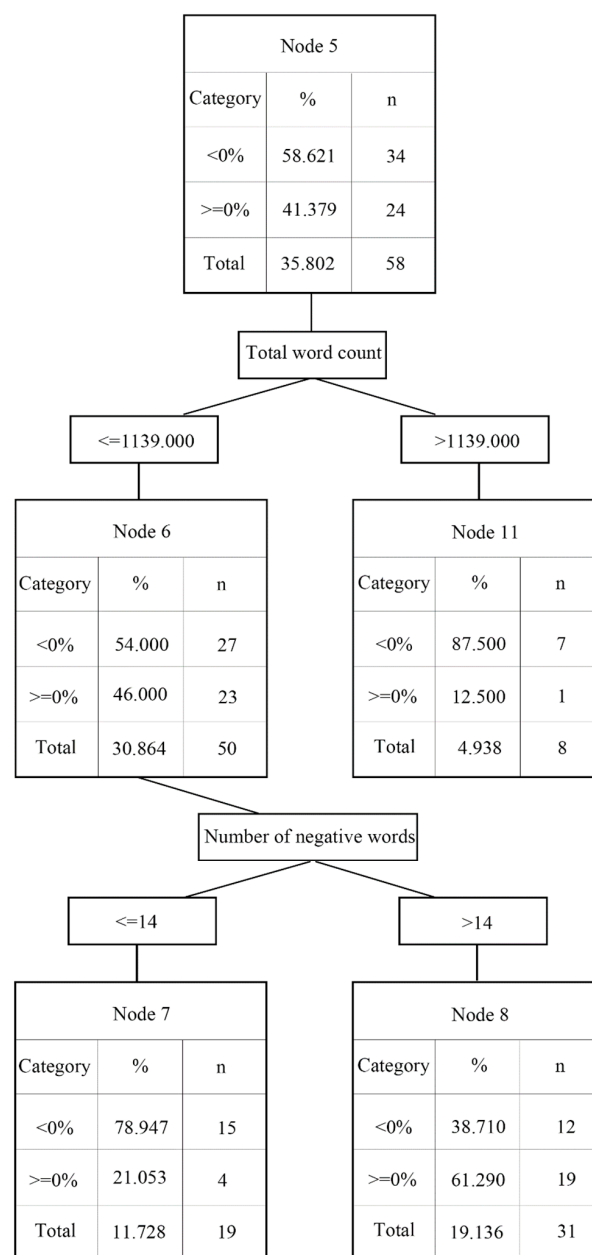 Node 5
Category % n
<0% 58.621 34
>=0% 41.379 24
Total 35.802 58
Total word count
<=1139.000 >1139.000
Node 6 Node 11
Category % n Category % n
<0% 54.000 27 <0% 87.500 7
>=0% 46.000 23 >=0% 12.500 1
Total 30.864 50 Total 4.938 8
Number of negative words
<=14 >14
Node 7 Node 8
Category % n Category % n
<0% 78.947 15 <0% 38.710 12
>=0% 21.053 4 >=0% 61.290 19
Total 11.728 19 Total 19.136 31